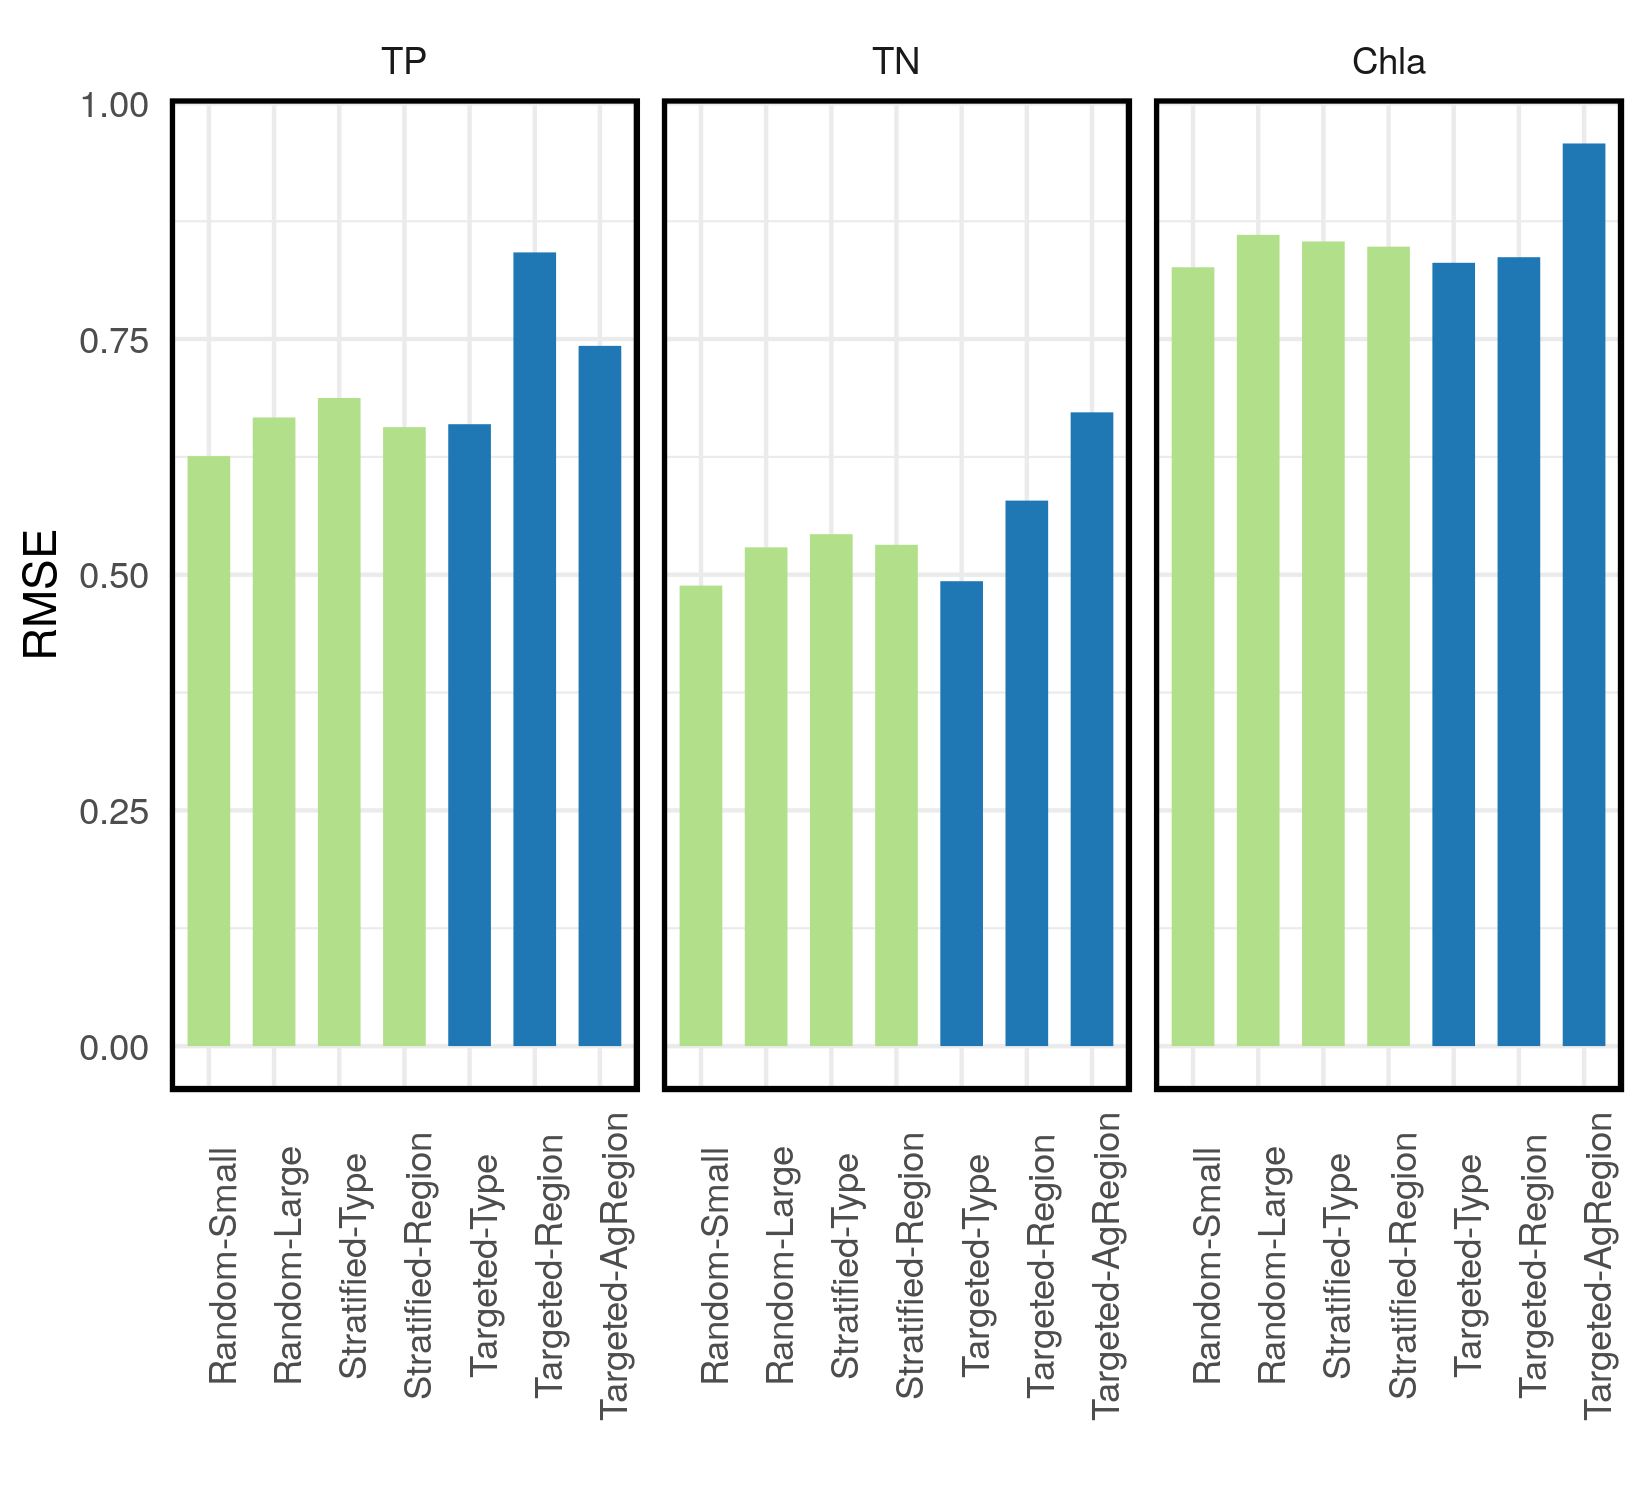 TP
TN
Chla
RMSE
1.00
0.75
0.50
0.25
0.00
Random-Small
Random-Large
Stratified-Type
Stratified-Region
Targeted-Type
Targeted-Region
Targeted-AgRegion
Random-Small
Random-Large
Stratified-Type
Stratified-Region
Targeted-Type
Targeted-Region
Targeted-AgRegion
Random-Small
Random-Large
Stratified-Type
Stratified-Region
Targeted-Type
Targeted-Region
Targeted-AgRegion